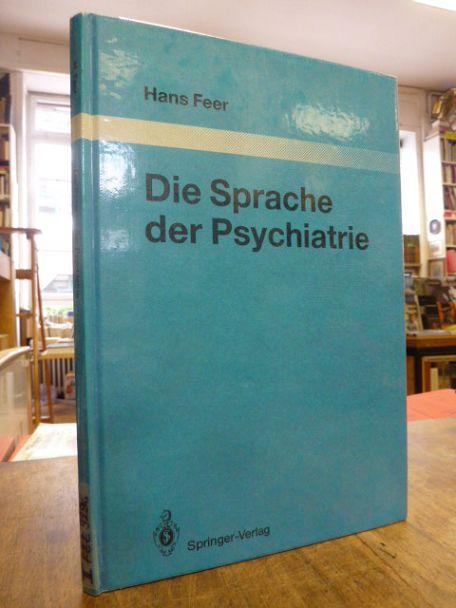 Hans Feer
Die Sprache
der Psychiatrie
Springer-Verlag